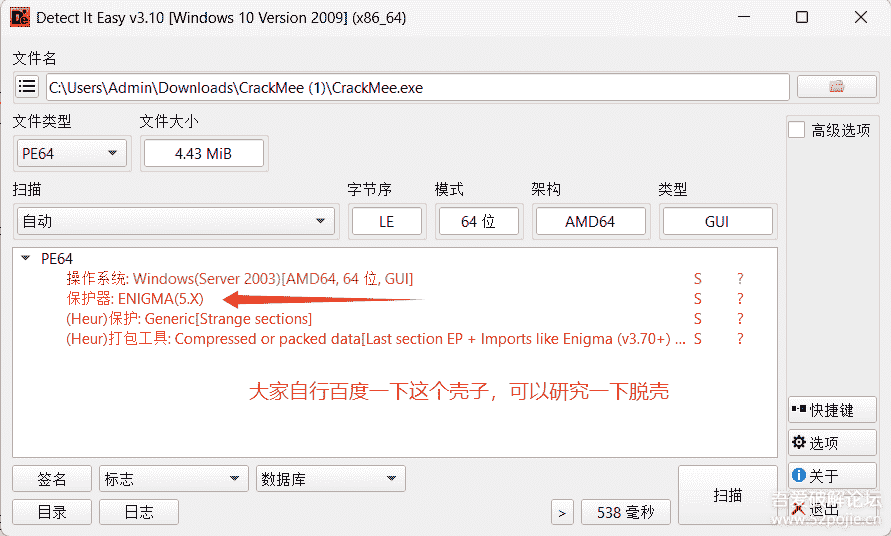 Detect It Easy v3.10 [Windows 10 Version 2009] (x86_64)
文件名
C:\Users\Admin\Downloads\CrackMee (1)\CrackMee.exe
文件类型 文件大小
高级选项
PE64 4.43 MiB
扫描 字节序 模式 架构 类型
自动 LE 64 位 AMD64 GUI
PE64
操作系统: Windows(Server 2003)[AMD64, 64 位, GUI] S ?
保护器: ENIGMA(5.X) S ?
(Heur)保护: Generic[Strange sections] S ?
(Heur)打包工具: Compressed or packed data[Last section EP + Imports like Enigma (v3.70+) ... S ?
大家自行百度一下这个壳子，可以研究一下脱壳
快捷键
选项
签名 标志 数据库
关于
扫描
目录 日志 > 538 毫秒
退出
吾爱破解论坛
www.52pojie.cn